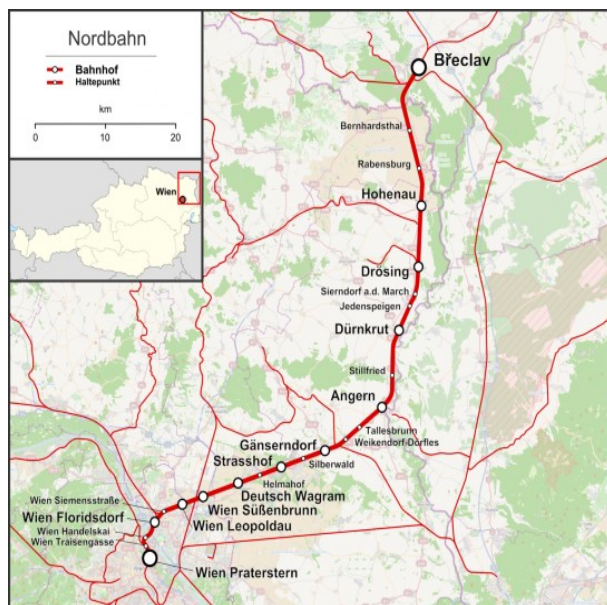 Nordbahn
Bahnhof
Haltepunkt
km
0 10 20
Wien
Břeclav
Bernhardsthal
Rabensburg
Hohenau
Drösing
Sierndorf a.d. March
Jedenspeigen
Dürnkrut
Stillfried
Angern
Tallesbrunn
Weikendorf-Dörfles
Gänserndorf
Silberwald
Strasshof
Helmahof
Deutsch Wagram
Wien Süßenbrunn
Wien Leopoldau
Wien Siemensstraße
Wien Floridsdorf
Wien Handelskai
Wien Traisengasse
Wien Praterstern